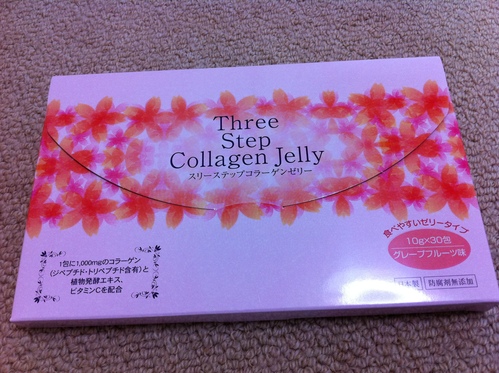 Three
Step
Collagen Jelly
スリーステップコラーゲンゼリー
食べやすいゼリータイプ
10g×30包
グレープフルーツ味
1包に1,000mgのコラーゲン
(ジペプチド・トリペプチド含有)と
植物発酵エキス、
ビタミンCを配合
日本製 防腐剤無添加